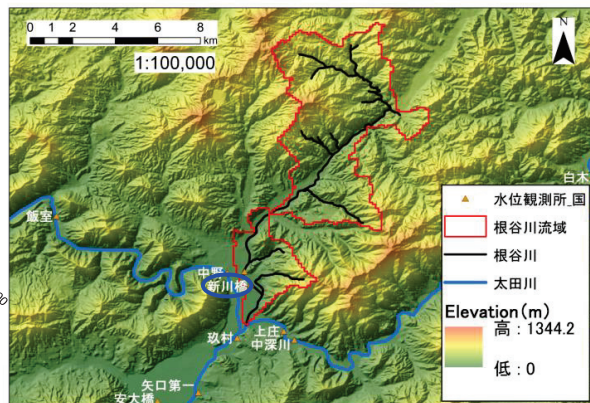 0 1 2 4 6 8
km
1:100,000
N
白木
飯室
中野
新川橋
玖村
上庄
中深川
矢口第一
安大橋
水位観測所_国
根谷川流域
根谷川
太田川
Elevation(m)
高 : 1344.2
低 : 0